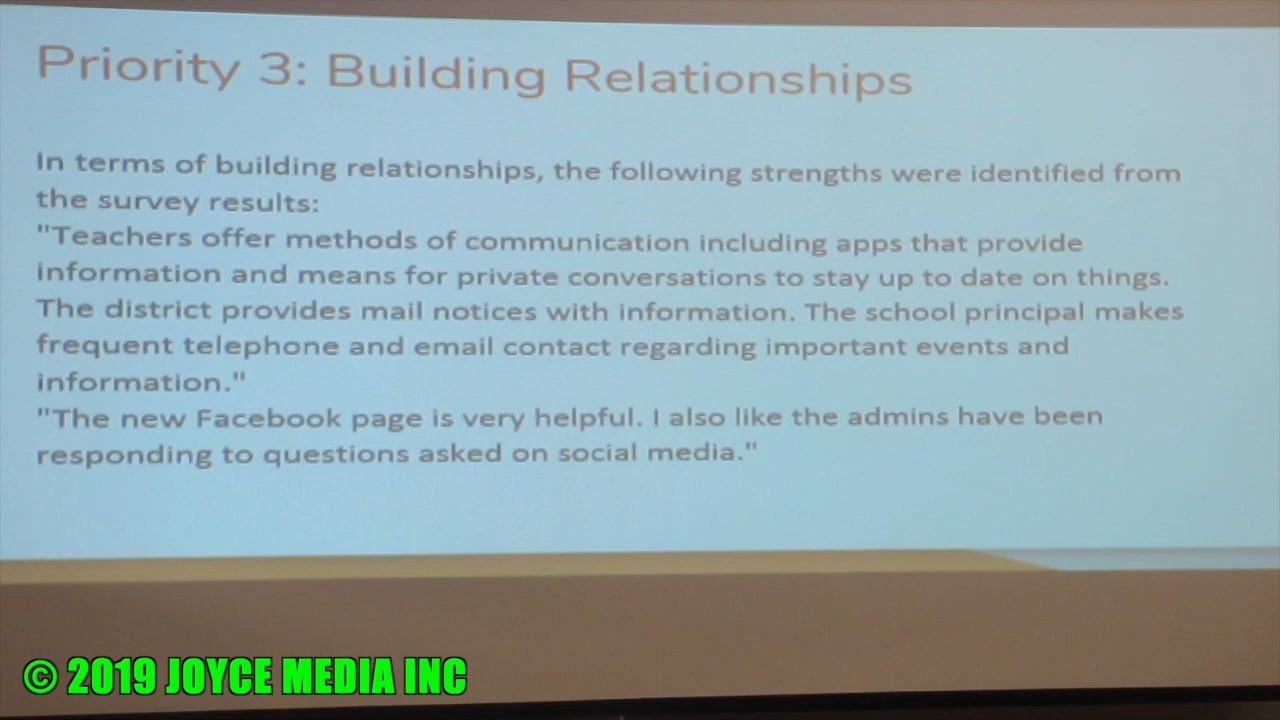 Priority 3: Building Relationships
In terms of building relationships, the following strengths were identified from
the survey results:
"Teachers offer methods of communication including apps that provide
information and means for private conversations to stay up to date on things.
The district provides mail notices with information. The school principal makes
frequent telephone and email contact regarding important events and
information."
"The new Facebook page is very helpful. I also like the admins have been
responding to questions asked on social media."
© 2019 JOYCE MEDIA INC